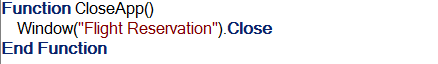 Function CloseApp()
    Window("Flight Reservation").Close
End Function